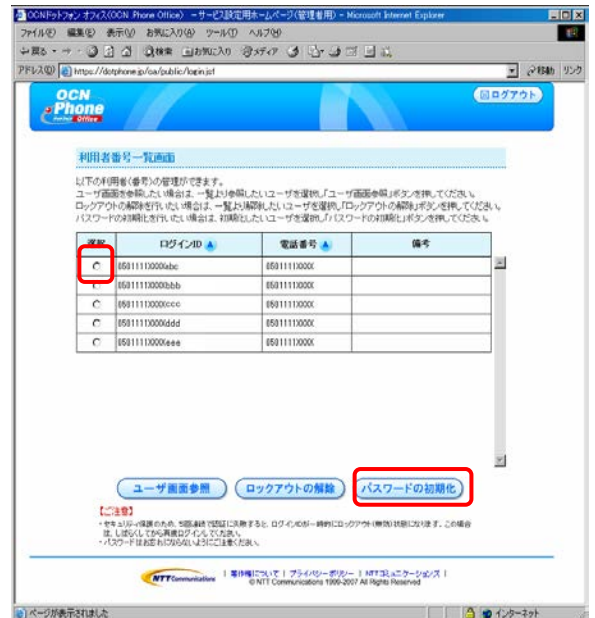 OCNドットフォン オフィス(OCN Phone Office) －サービス設定用ホームページ(管理者用) - Microsoft Internet Explorer
ファイル(F) 編集(E) 表示(V) お気に入り(A) ツール(T) ヘルプ(H)
戻る 検索 お気に入り メディア
アドレス(D) https://dotphone.jp/oa/public/login.jsf 移動 リンク
OCN
Phone
Office
ログアウト
利用者番号一覧画面
以下の利用者(番号)の管理ができます。
ユーザ画面を参照したい場合は、一覧より参照したいユーザを選択し「ユーザ画面参照」ボタンを押してください。
ロックアウトの解除を行いたい場合は、一覧より解除したいユーザを選択し「ロックアウトの解除」ボタンを押してください。
パスワードの初期化を行いたい場合は、初期化したいユーザを選択し「パスワードの初期化」ボタンを押してください。
選択 ログインID 電話番号 備考
0501111XXXXabc 0501111XXXX
0501111XXXXbbb 0501111XXXX
0501111XXXXccc 0501111XXXX
0501111XXXXddd 0501111XXXX
0501111XXXXeee 0501111XXXX
ユーザ画面参照 ロックアウトの解除 パスワードの初期化
【ご注意】
・セキュリティ保護のため、5回連続で認証に失敗すると、ログインIDが一時的にロックアウト(無効)状態になります。この場合
は、しばらくしてから再度ログインしてください。
・パスワードはお忘れにならないようにご注意ください。
NTT Communications | 著作権について | プライバシーポリシー | NTTコミュニケーションズ |
© NTT Communications 1999-2007 All Rights Reserved
ページが表示されました インターネット